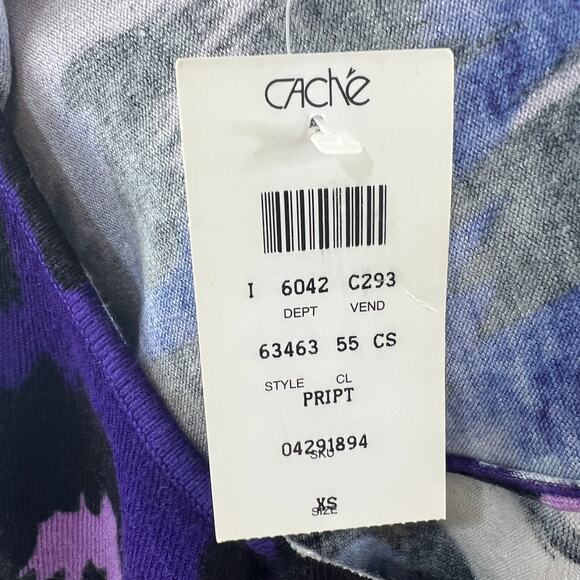 CACHÉ
I 6042 C293
DEPT VEND
63463 55 CS
STYLE CL
PRIPT
04291894
SKU
XS
SIZE